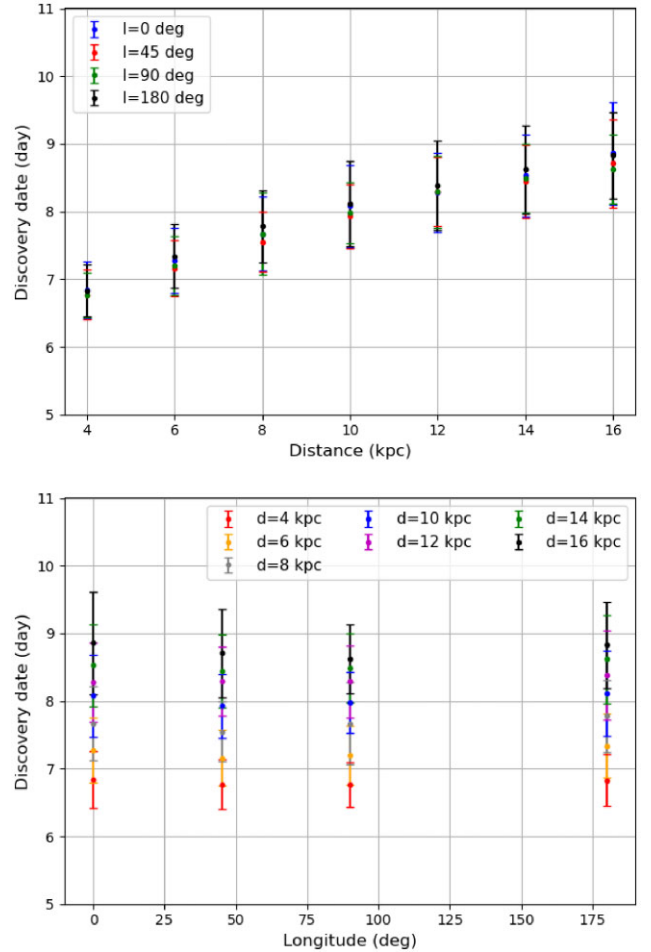 11
10
9
8
7
6
5
Discovery date (day)
l=0 deg
l=45 deg
l=90 deg
l=180 deg
4 6 8 10 12 14 16
Distance (kpc)
11
10
9
8
7
6
5
Discovery date (day)
d=4 kpc d=10 kpc d=14 kpc
d=6 kpc d=12 kpc d=16 kpc
d=8 kpc
0 25 50 75 100 125 150 175
Longitude (deg)